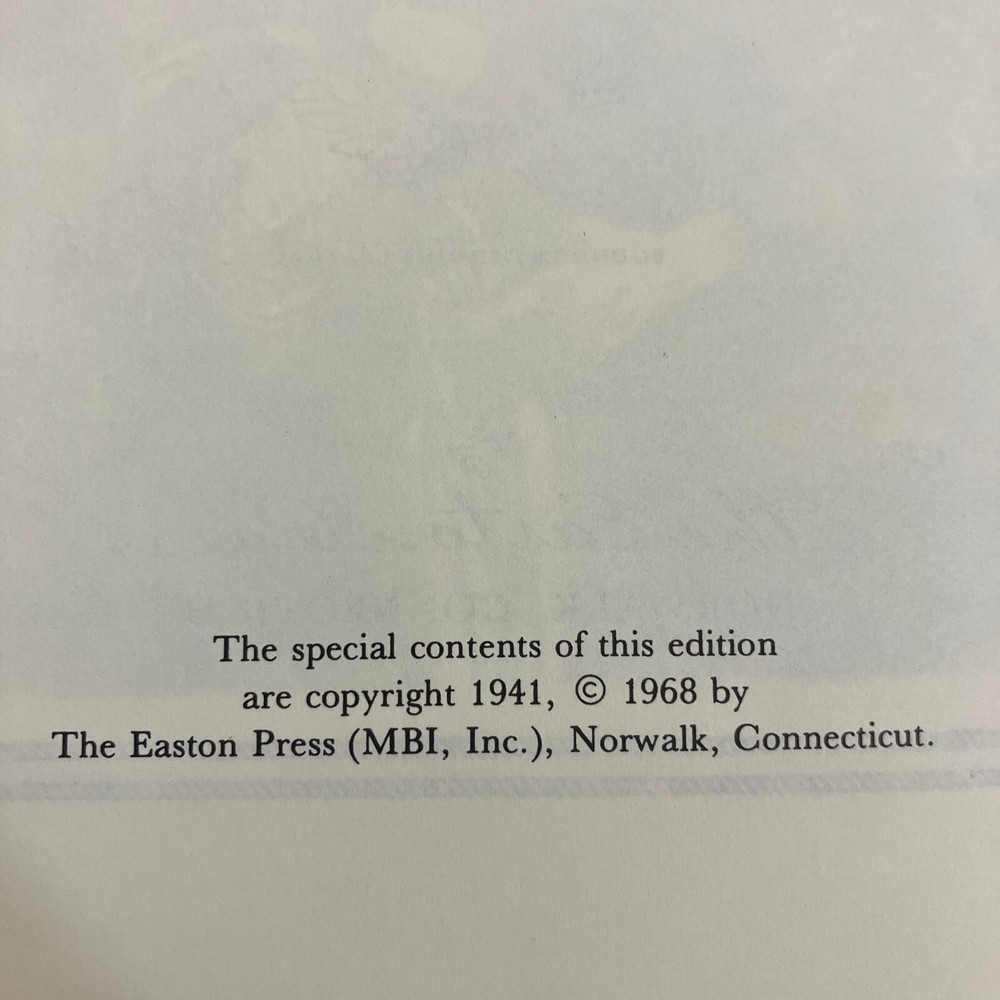 The special contents of this edition
are copyright 1941, © 1968 by
The Easton Press (MBI, Inc.), Norwalk, Connecticut.